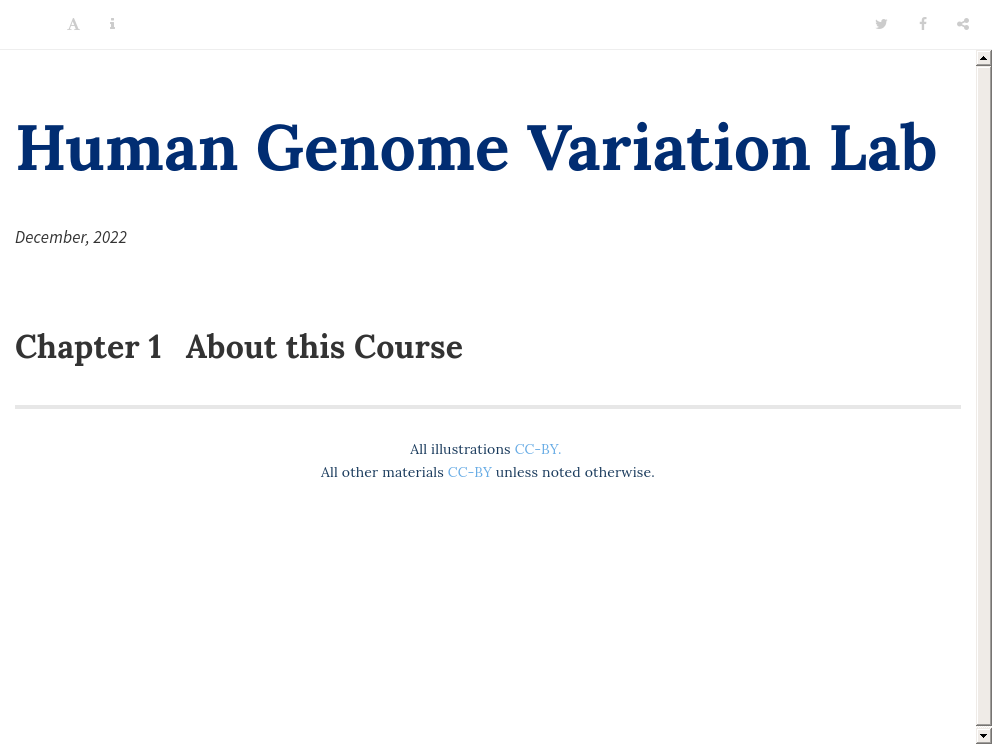 Human Genome Variation Lab
December, 2022
Chapter 1 About this Course
All illustrations CC-BY.
All other materials CC-BY unless noted otherwise.